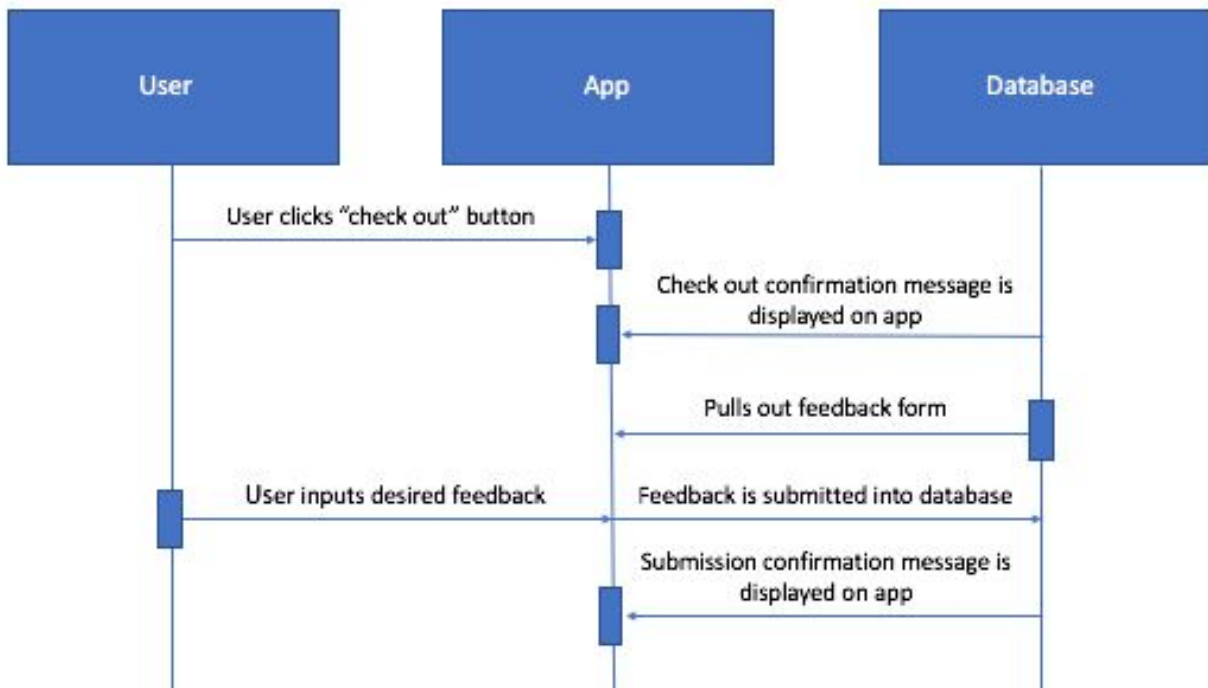 User
App
Database
User clicks “check out” button
Check out confirmation message is
displayed on app
Pulls out feedback form
User inputs desired feedback
Feedback is submitted into database
Submission confirmation message is
displayed on app